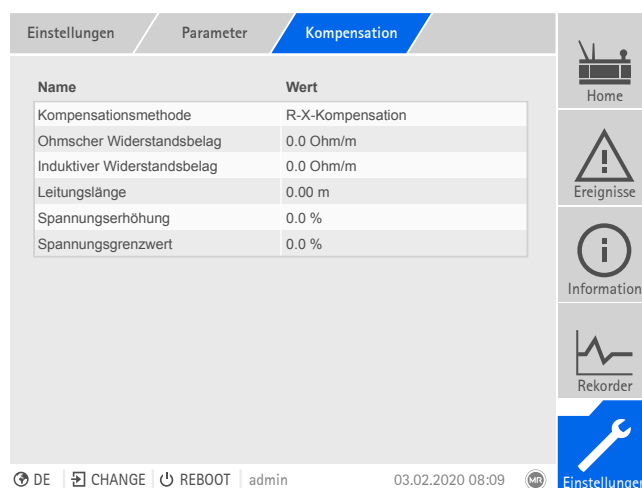 Einstellungen Parameter Kompensation
Name Wert
Kompensationsmethode R-X-Kompensation
Ohmscher Widerstandsbelag 0.0 Ohm/m
Induktiver Widerstandsbelag 0.0 Ohm/m
Leitungslänge 0.00 m
Spannungserhöhung 0.0 %
Spannungsgrenzwert 0.0 %
Home
Ereignisse
Information
Rekorder
Einstellungen
DE CHANGE REBOOT admin 03.02.2020 08:09 MR